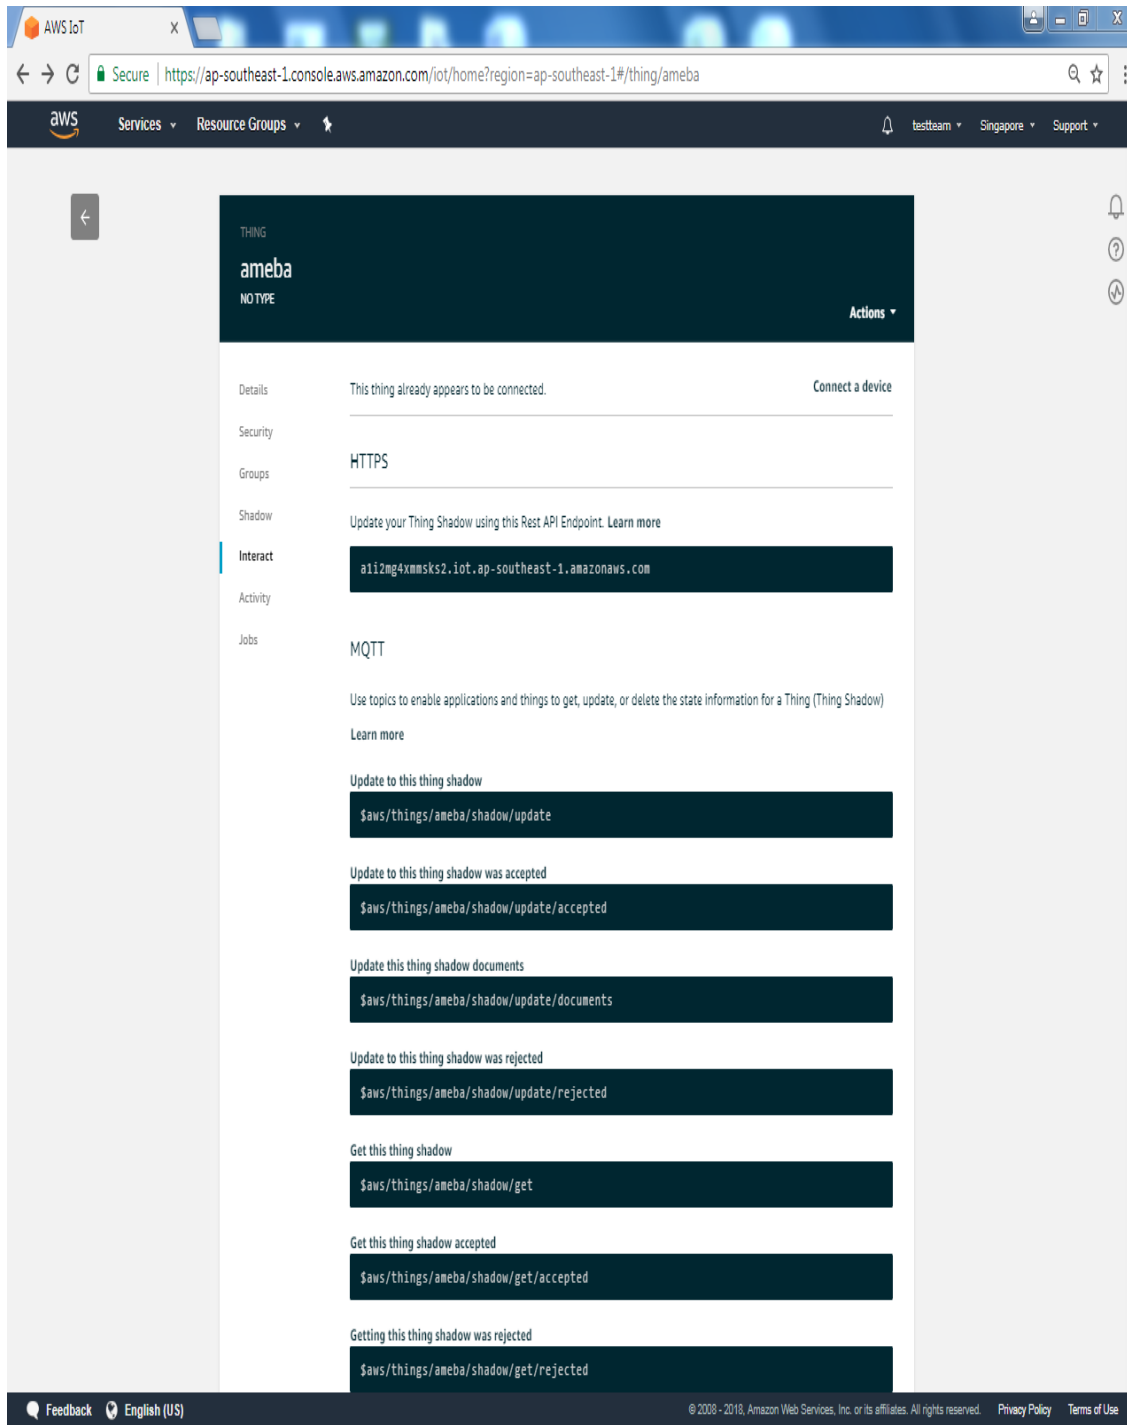 AWS IoT
Secure https://ap-southeast-1.console.aws.amazon.com/iot/home?region=ap-southeast-1#/thing/ameba
aws Services Resource Groups testteam Singapore Support
THING
ameba
NO TYPE
Actions
Details
Security
Groups
Shadow
Interact
Activity
Jobs
This thing already appears to be connected. Connect a device
HTTPS
Update your Thing Shadow using this Rest API Endpoint. Learn more
a1i2mg4xmmsks2.iot.ap-southeast-1.amazonaws.com
MQTT
Use topics to enable applications and things to get, update, or delete the state information for a Thing (Thing Shadow)
Learn more
Update to this thing shadow
$aws/things/ameba/shadow/update
Update to this thing shadow was accepted
$aws/things/ameba/shadow/update/accepted
Update this thing shadow documents
$aws/things/ameba/shadow/update/documents
Update to this thing shadow was rejected
$aws/things/ameba/shadow/update/rejected
Get this thing shadow
$aws/things/ameba/shadow/get
Get this thing shadow accepted
$aws/things/ameba/shadow/get/accepted
Getting this thing shadow was rejected
$aws/things/ameba/shadow/get/rejected
Feedback English (US) © 2008 - 2018, Amazon Web Services, Inc. or its affiliates. All rights reserved. Privacy Policy Terms of Use